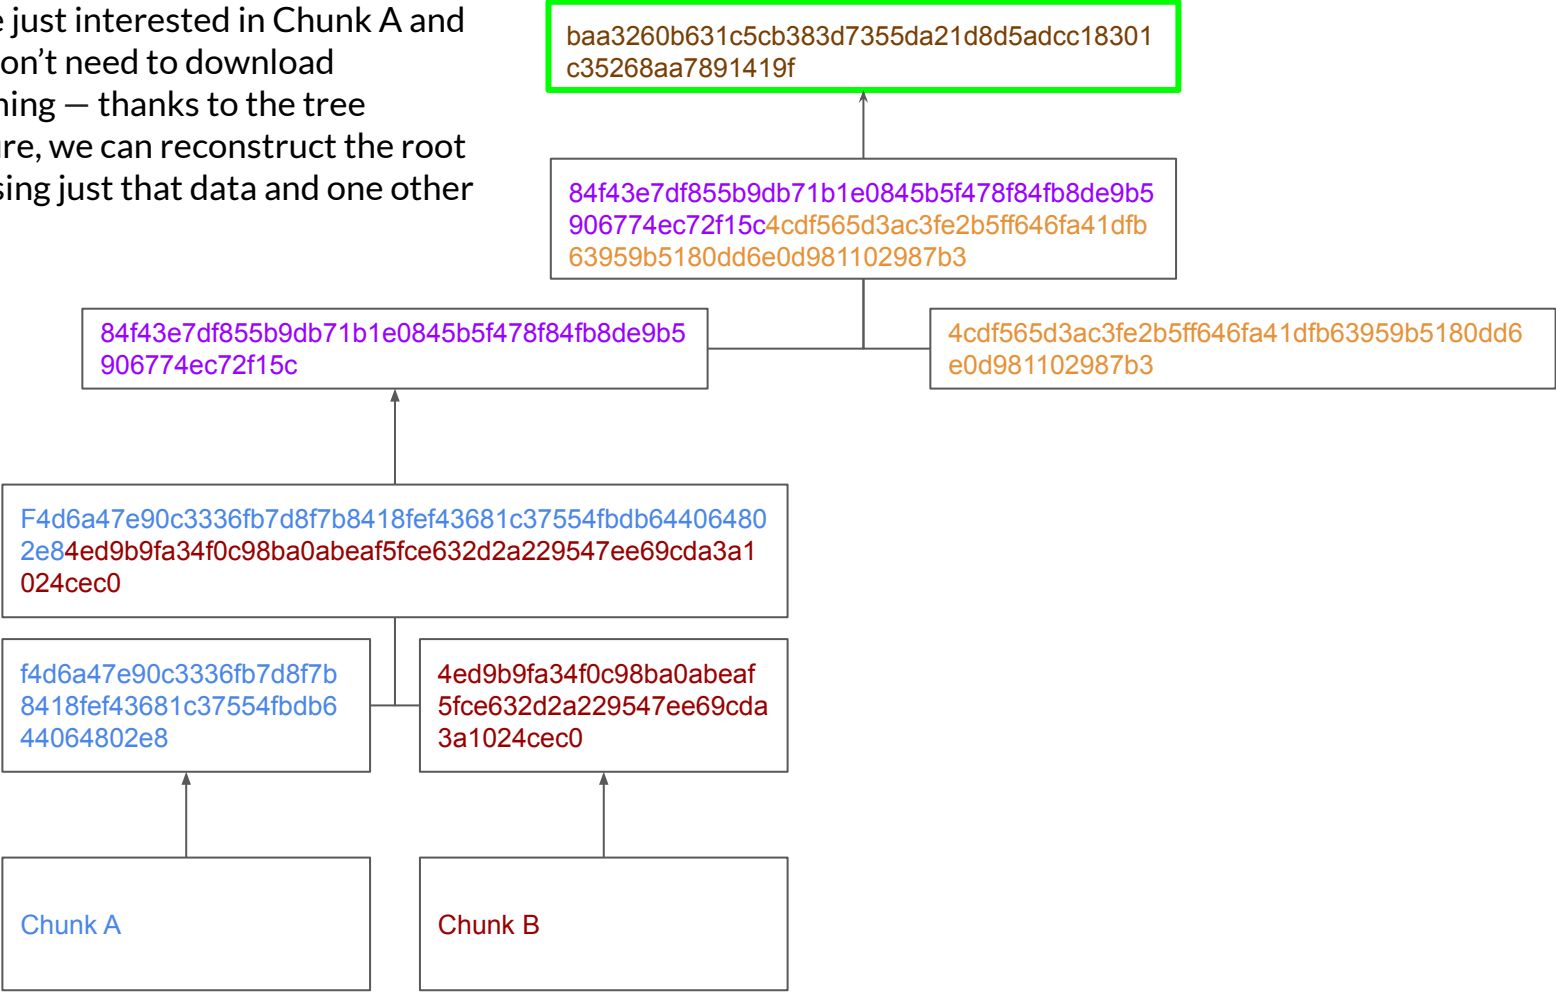 e just interested in Chunk A and
on’t need to download
ning — thanks to the tree
re, we can reconstruct the root
sing just that data and one other
baa3260b631c5cb383d7355da21d8d5adcc18301
c35268aa7891419f
84f43e7df855b9db71b1e0845b5f478f84fb8de9b5
906774ec72f15c4cdf565d3ac3fe2b5ff646fa41dfb
63959b5180dd6e0d981102987b3
84f43e7df855b9db71b1e0845b5f478f84fb8de9b5
906774ec72f15c
4cdf565d3ac3fe2b5ff646fa41dfb63959b5180dd6
e0d981102987b3
F4d6a47e90c3336fb7d8f7b8418fef43681c37554fbdb64406480
2e84ed9b9fa34f0c98ba0abeaf5fce632d2a229547ee69cda3a1
024cec0
f4d6a47e90c3336fb7d8f7b
8418fef43681c37554fbdb6
44064802e8
4ed9b9fa34f0c98ba0abeaf
5fce632d2a229547ee69cda
3a1024cec0
Chunk A
Chunk B